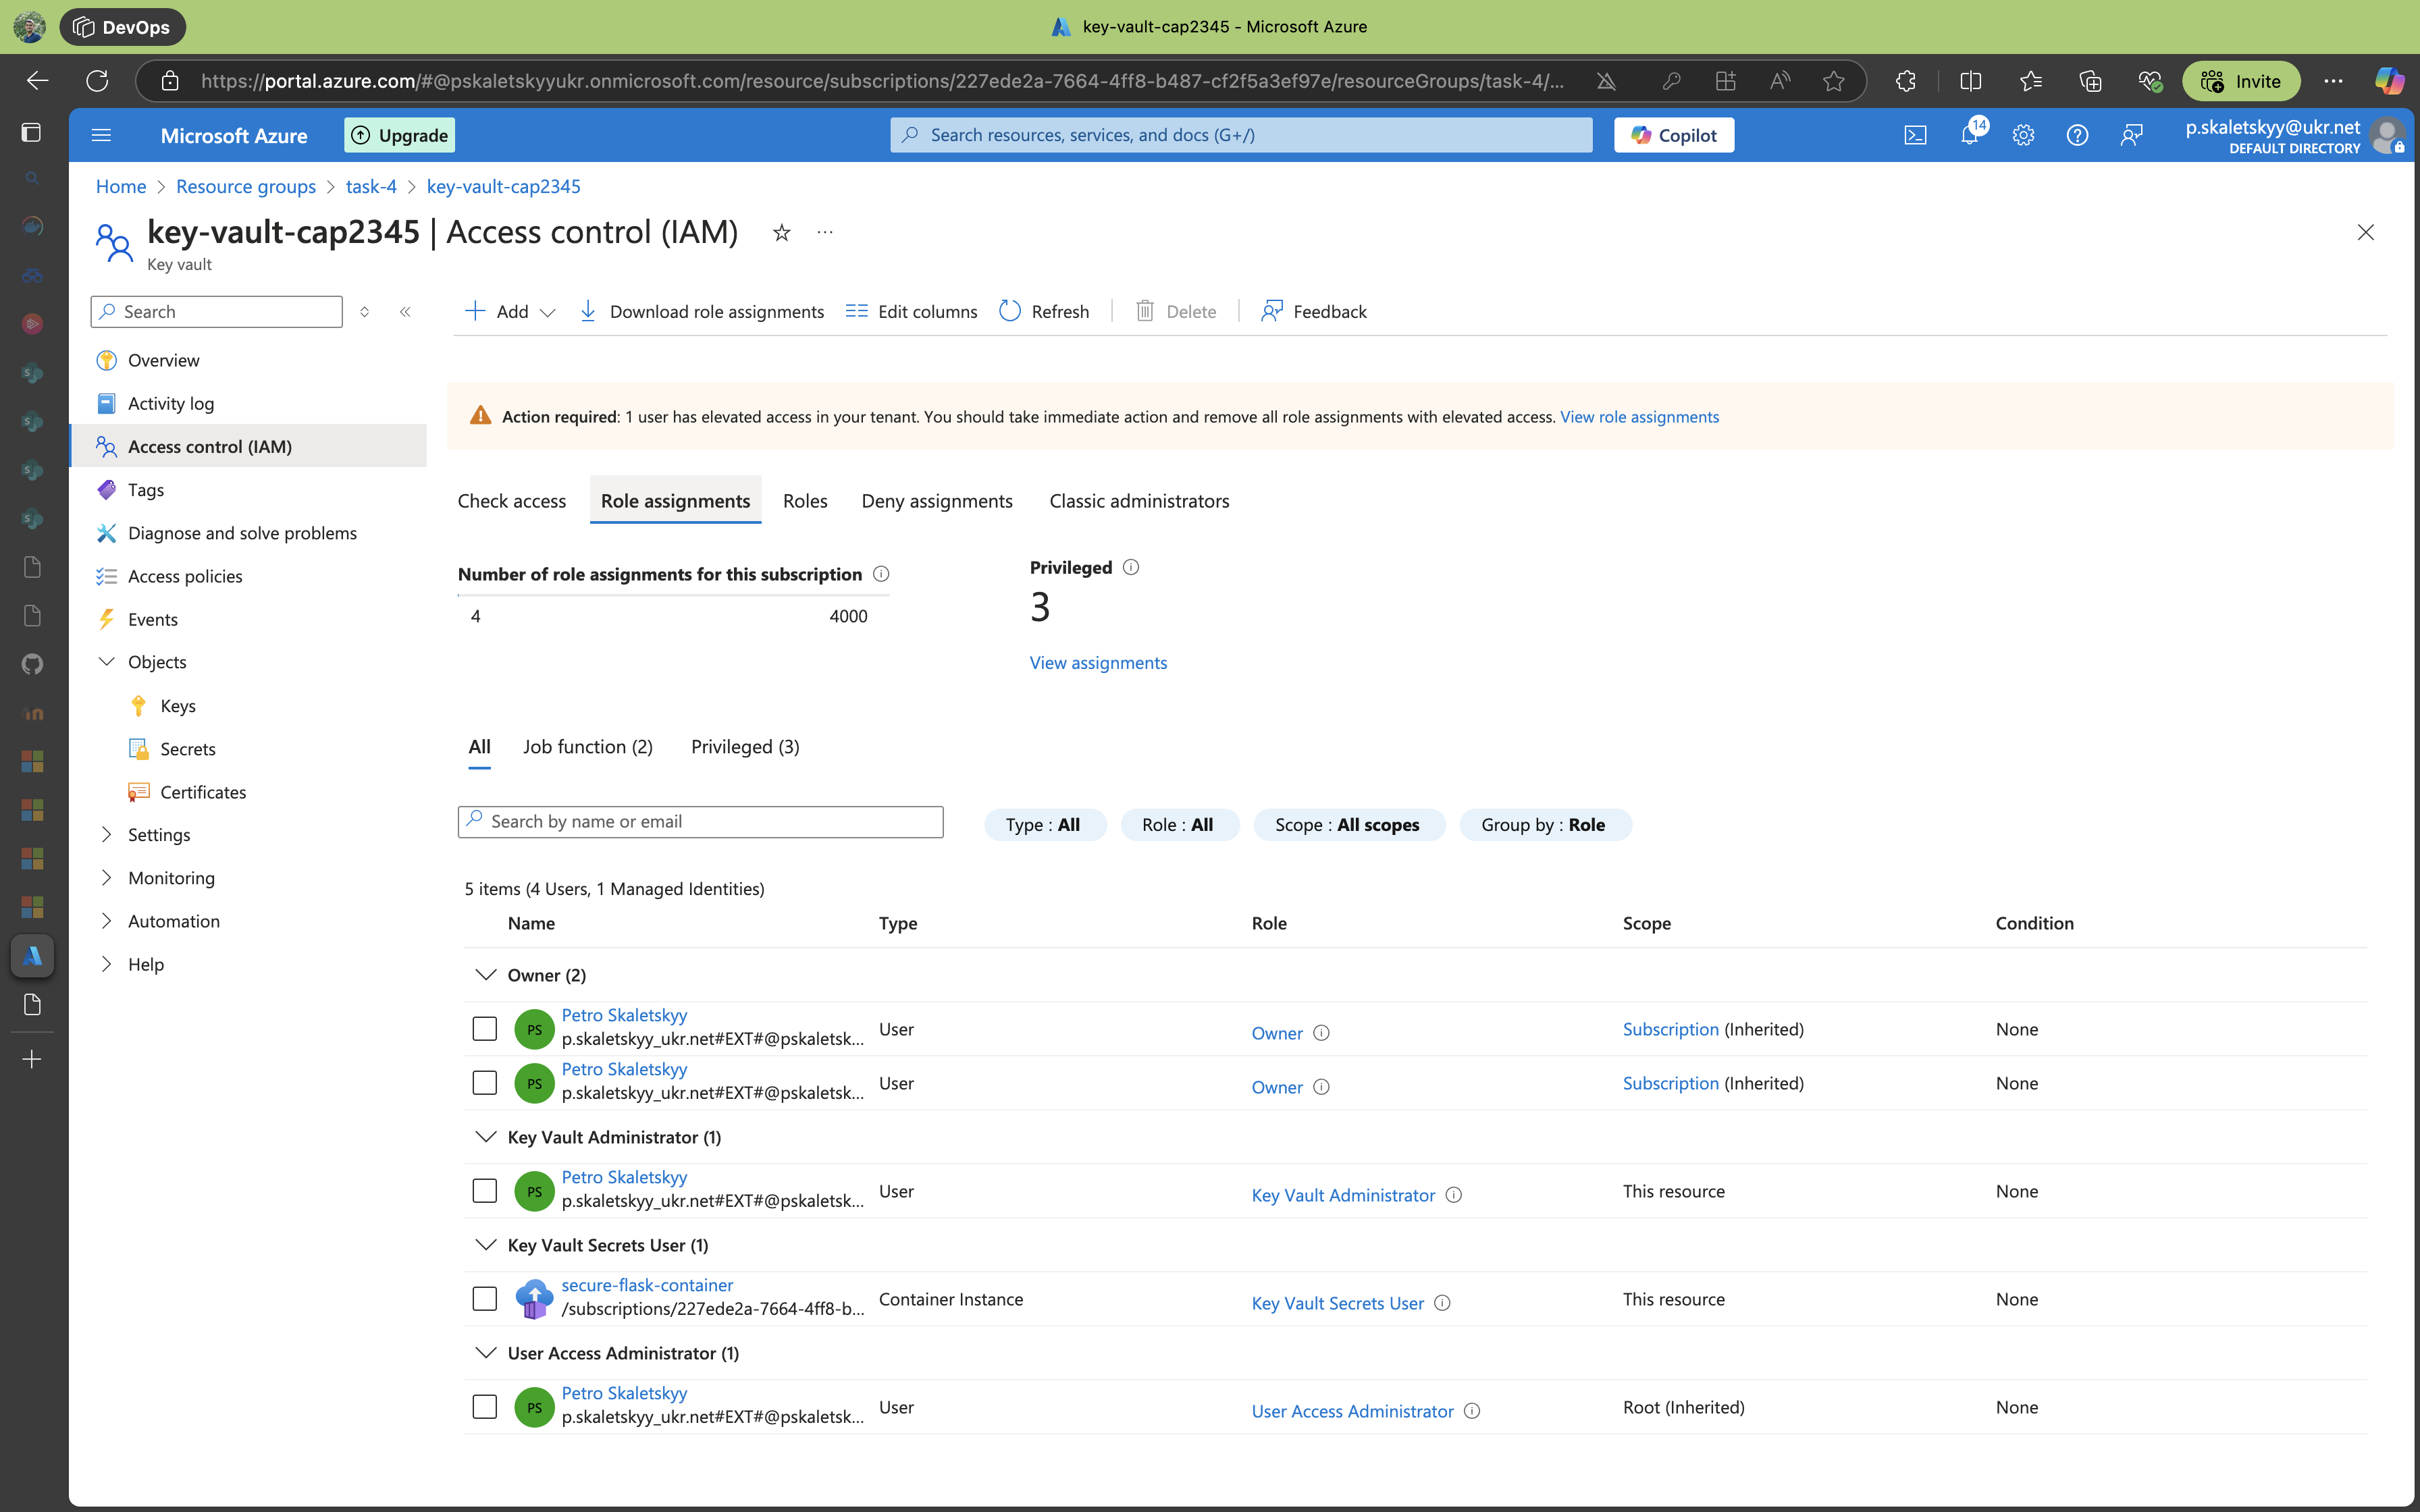 DevOps
key-vault-cap2345 - Microsoft Azure
https://portal.azure.com/#@pskaletskyyukr.onmicrosoft.com/resource/subscriptions/227ede2a-7664-4ff8-b487-cf2f5a3ef97e/resourceGroups/task-4/...
Invite
Microsoft Azure
Upgrade
Search resources, services, and docs (G+/)
Copilot
14
p.skaletskyy@ukr.net
DEFAULT DIRECTORY
Home > Resource groups > task-4 > key-vault-cap2345
key-vault-cap2345 | Access control (IAM)
Key vault
Search
Overview
Activity log
Access control (IAM)
Tags
Diagnose and solve problems
Access policies
Events
Objects
Keys
Secrets
Certificates
Settings
Monitoring
Automation
Help
Add
Download role assignments
Edit columns
Refresh
Delete
Feedback
Action required: 1 user has elevated access in your tenant. You should take immediate action and remove all role assignments with elevated access. View role assignments
Check access
Role assignments
Roles
Deny assignments
Classic administrators
Number of role assignments for this subscription
4
4000
Privileged
3
View assignments
All
Job function (2)
Privileged (3)
Search by name or email
Type : All
Role : All
Scope : All scopes
Group by : Role
5 items (4 Users, 1 Managed Identities)
Name Type Role Scope Condition
Owner (2)
PS
Petro Skaletskyy
p.skaletskyy_ukr.net#EXT#@pskaletsk...
User
Owner
Subscription (Inherited)
None
PS
Petro Skaletskyy
p.skaletskyy_ukr.net#EXT#@pskaletsk...
User
Owner
Subscription (Inherited)
None
Key Vault Administrator (1)
PS
Petro Skaletskyy
p.skaletskyy_ukr.net#EXT#@pskaletsk...
User
Key Vault Administrator
This resource
None
Key Vault Secrets User (1)
secure-flask-container
/subscriptions/227ede2a-7664-4ff8-b...
Container Instance
Key Vault Secrets User
This resource
None
User Access Administrator (1)
PS
Petro Skaletskyy
p.skaletskyy_ukr.net#EXT#@pskaletsk...
User
User Access Administrator
Root (Inherited)
None